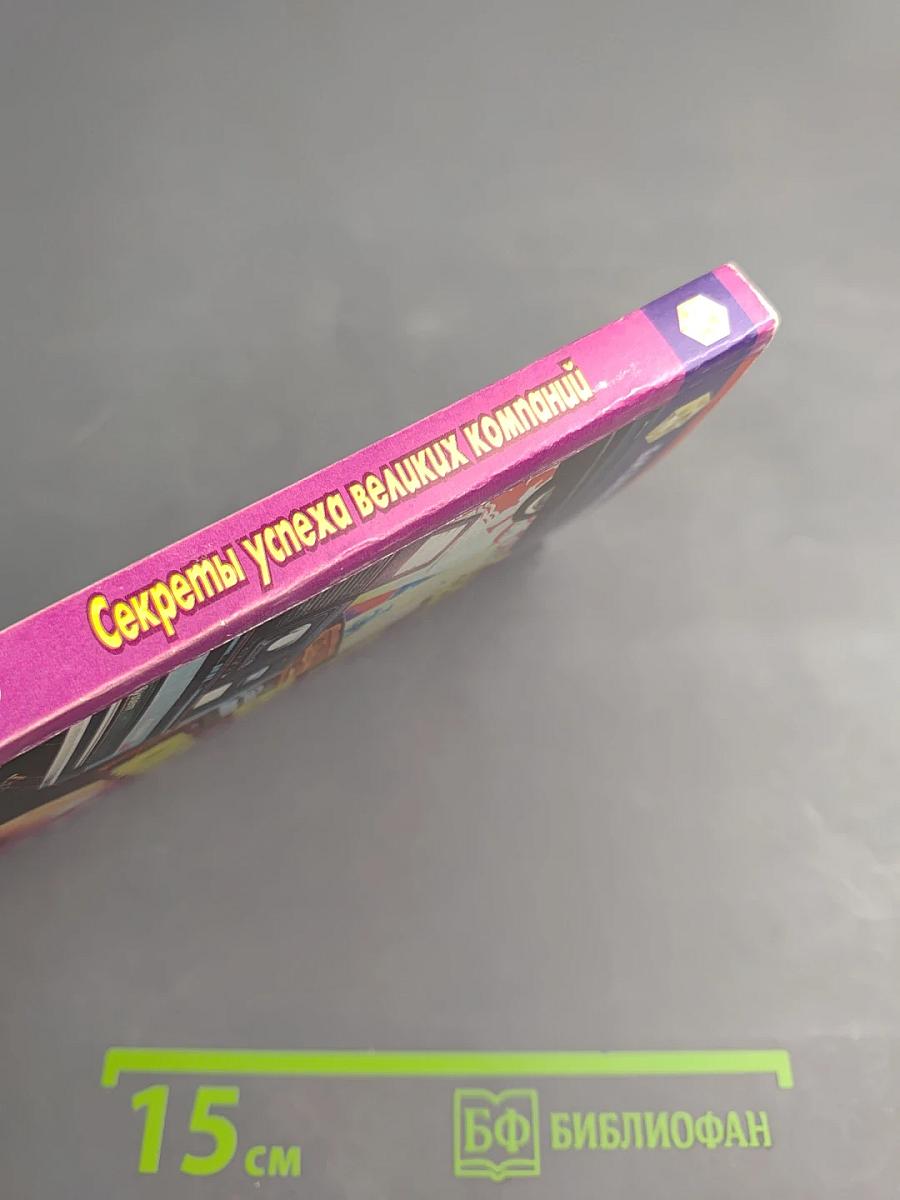 Секреты успеха великих компаний
15 см
БФ БИБЛИОФАН